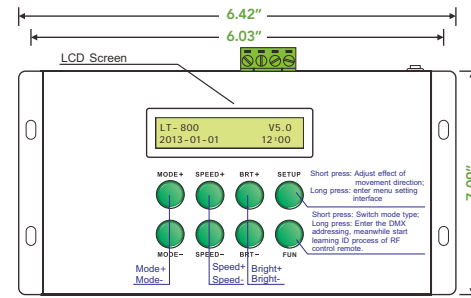 6.42"
6.03"
LCD Screen
LT-800 V5.0
2013-01-01 12:00
MODE+ SPEED+ BRT+ SETUP
Short press: Adjust effect of
movement direction;
Long press: enter menu setting
interface
Short press: Switch mode type;
Long press: Enter the DMX
addressing, meanwhile start
learning ID process of RF
control remote.
MODE- SPEED- BRT- FUN
Mode+ Speed+ Bright+
Mode- Speed- Bright-